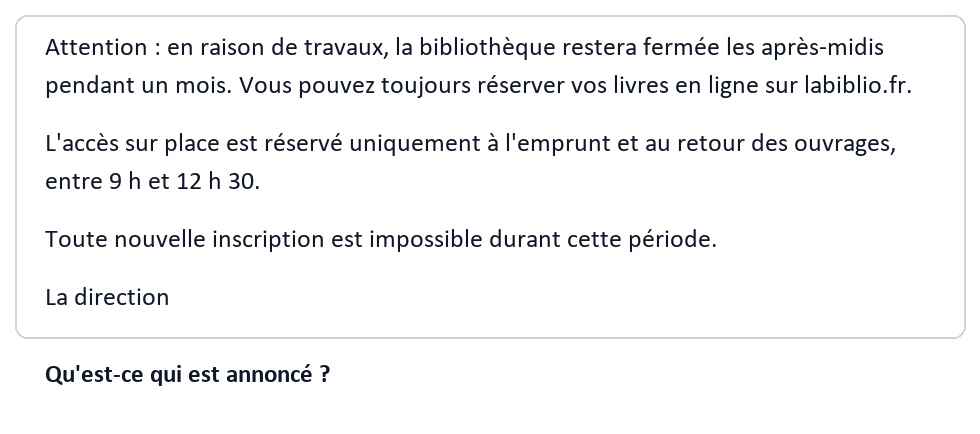 Attention : en raison de travaux, la bibliothèque restera fermée les après-midis
pendant un mois. Vous pouvez toujours réserver vos livres en ligne sur labiblio.fr.
L'accès sur place est réservé uniquement à l'emprunt et au retour des ouvrages,
entre 9 h et 12 h 30.
Toute nouvelle inscription est impossible durant cette période.
La direction
Qu'est-ce qui est annoncé ?